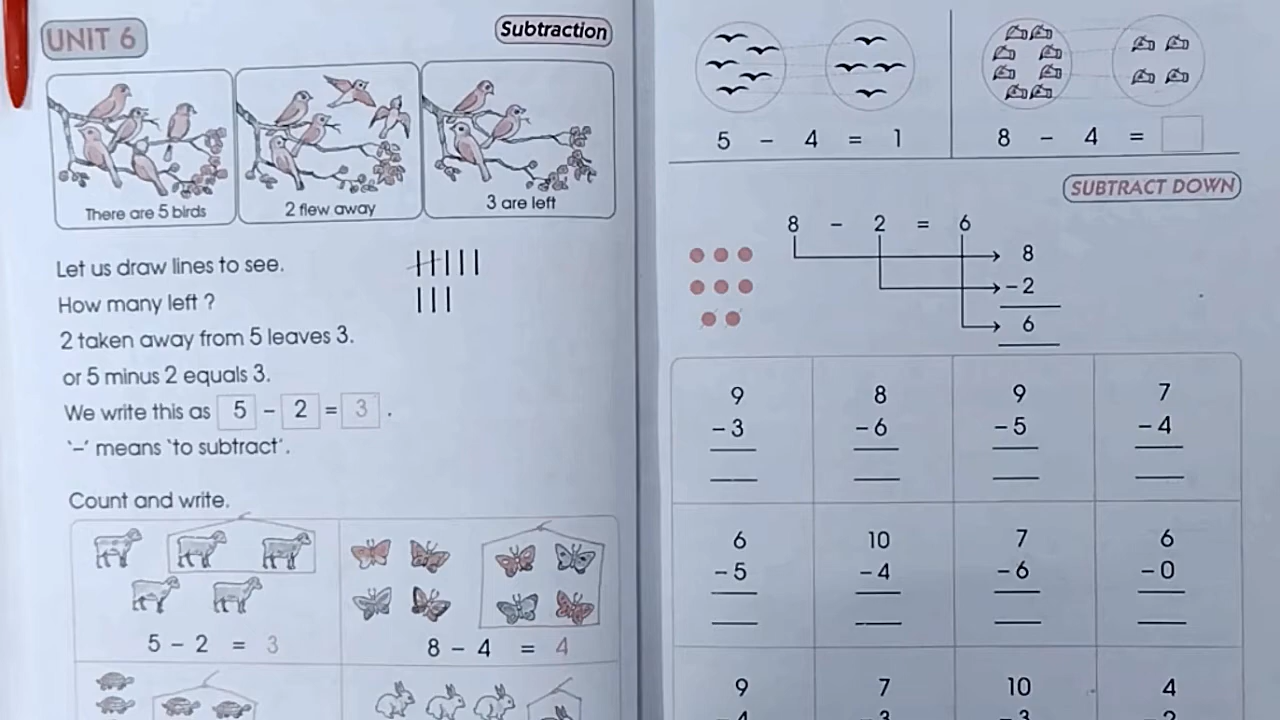 UNIT 6
Subtraction
There are 5 birds
2 flew away
3 are left
Let us draw lines to see.
How many left ?
2 taken away from 5 leaves 3.
or 5 minus 2 equals 3.
We write this as 5 - 2 = 3 .
'–' means 'to subtract'.
Count and write.
5 - 2 = 3
8 - 4 = 4
5 - 4 = 1
8 - 4 =
SUBTRACT DOWN
8 - 2 = 6
8
- 2
6
9 8 9 7
- 3 - 6 - 5 - 4
6 10 7 6
- 5 - 4 - 6 - 0
9 7 10 4